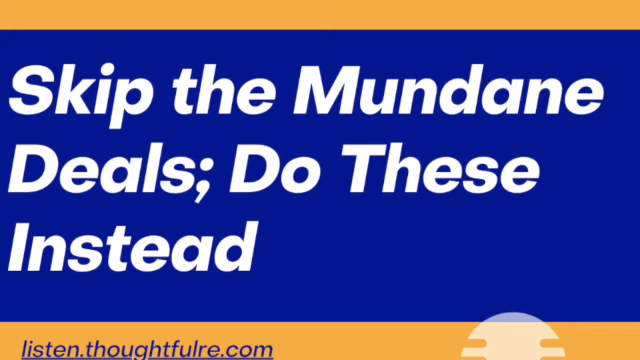 Skip the Mundane
Deals; Do These
Instead
listen.thoughtfulre.com